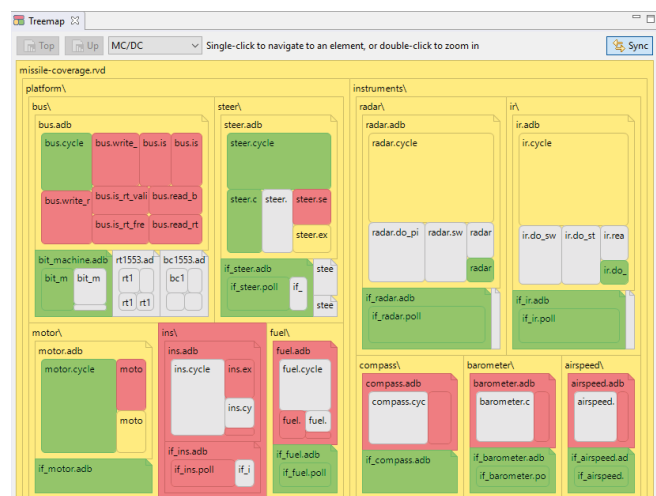 Treemap
Top Up MC/DC Single-click to navigate to an element, or double-click to zoom in Sync
missile-coverage.rvd
platform\
instruments\
bus\
steer\
radar\
ir\
bus.adb
steer.adb
radar.adb
ir.adb
bus.cycle bus.write_ bus.is bus.is
steer.cycle
radar.cycle
ir.cycle
bus.write_r bus.is_rt_vali bus.read_b
steer.c steer. steer.se
bus.is_rt_fre bus.read_rt
steer.ex
radar.do_pi radar.sw radar
ir.do_sw ir.do_st ir.rea
radar
ir.do_
bit_machine.adb rt1553.ad bc1553.ad
if_steer.adb stee
bit_m bit_m rt1 bc1
if_steer.poll if_
rt1 rt1
stee
if_radar.adb
if_ir.adb
if_radar.poll
if_ir.poll
motor\
ins\
fuel\
motor.adb
ins.adb
fuel.adb
compass\
barometer\
airspeed\
motor.cycle moto
ins.cycle ins.ex
fuel.cycle
compass.adb
barometer.adb
airspeed.adb
compass.cyc
barometer.c
airspeed.
ins.cy
moto
fuel. fuel.
if_motor.adb
if_ins.adb
if_fuel.adb
if_compass.adb
if_barometer.adb
if_airspeed.ad
if_ins.poll if_i
if_fuel.poll
if_barometer.po
if_airspeed.